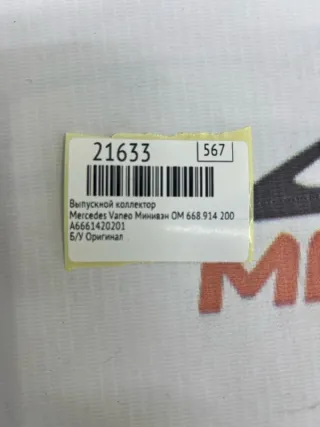 21633
567
Выпускной коллектор
Mercedes Vaneo Минивэн OM 668.914 200
A6661420201
Б/У Оригинал